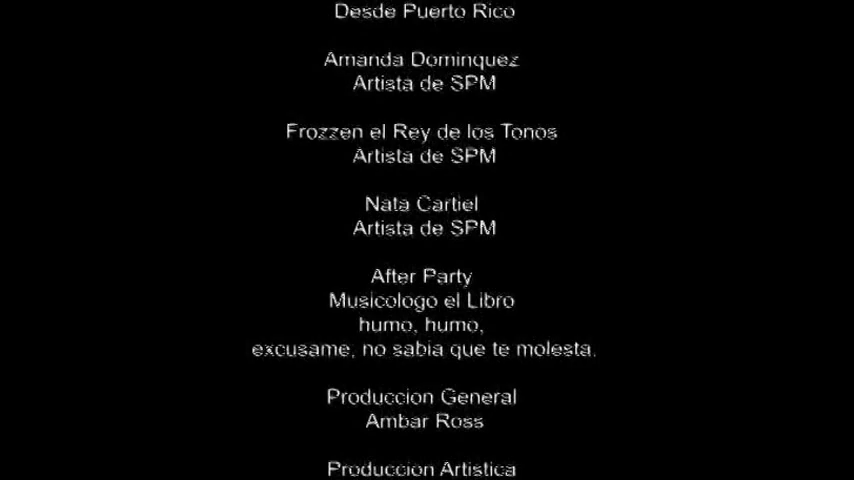 Desde Puerto Rico
Amanda Dominquez
Artista de SPM
Frozzen el Rey de los Tonos
Artista de SPM
Nata Cartiel
Artista de SPM
After Party
Musicologo el Libro
humo, humo,
excusame, no sabia que te molesta.
Produccion General
Ambar Ross
Produccion Artistica